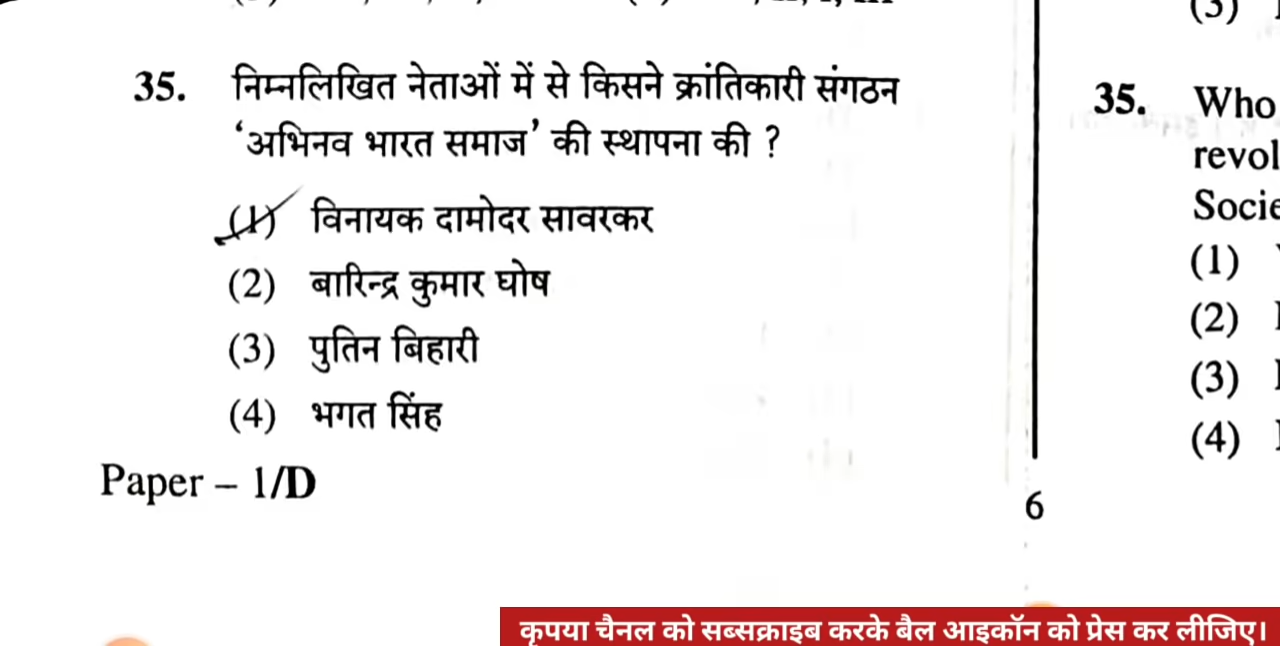 (3)
35. निम्नलिखित नेताओं में से किसने क्रांतिकारी संगठन
‘अभिनव भारत समाज’ की स्थापना की ?
(1) विनायक दामोदर सावरकर
(2) बारिन्द्र कुमार घोष
(3) पुतिन बिहारी
(4) भगत सिंह
Paper – 1/D
35. Who
revol
Socie
(1)
(2)
(3)
(4)
6
कृपया चैनल को सब्सक्राइब करके बैल आइकॉन को प्रेस कर लीजिए।